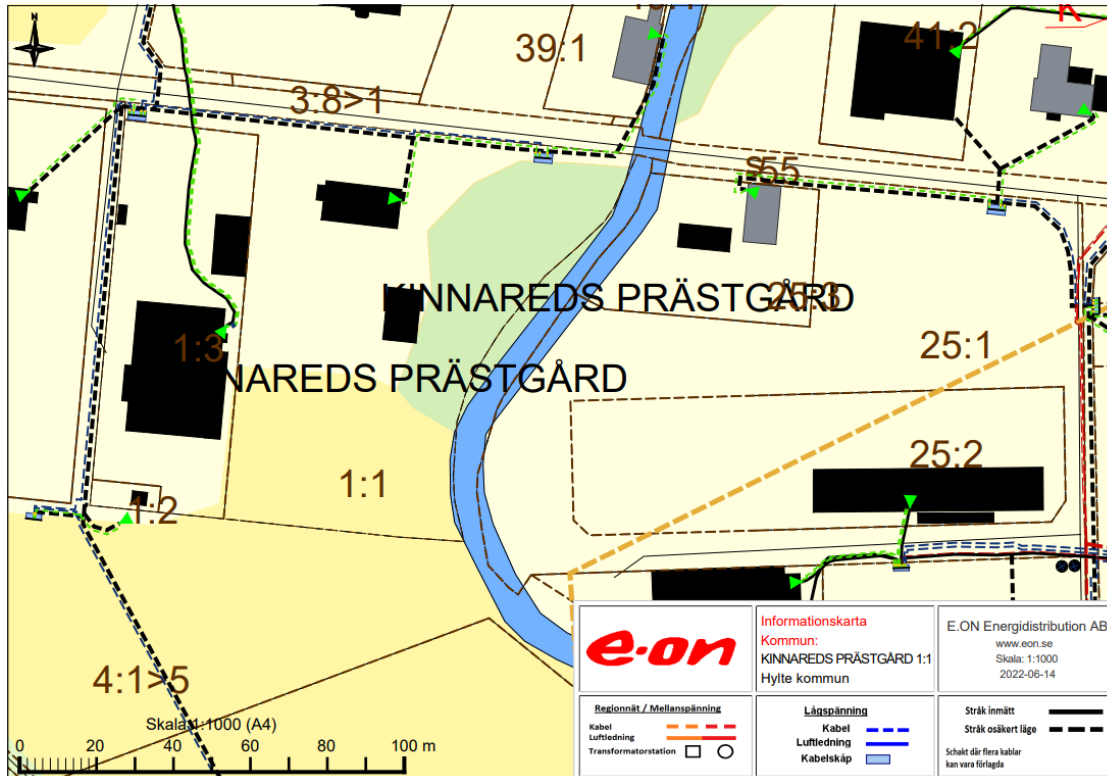 N
39:1
41:2
3:8>1
55
KINNAREDS PRÄSTGÅRD
25:3
1:3
NAREDS PRÄSTGÅRD
25:1
25:2
1:1
1:2
4:1>5
Skala 1:1000 (A4)
0 20 40 60 80 100 m
e·on
Informationskarta
Kommun:
KINNAREDS PRÄSTGÅRD 1:1
Hylte kommun
E.ON Energidistribution AB
www.eon.se
Skala: 1:1000
2022-06-14
Regionnät / Mellanspänning
Kabel
Luftledning
Transformatorstation
Lågspänning
Kabel
Luftledning
Kabelskåp
Stråk inmätt
Stråk osäkert läge
Schakt där flera kablar
kan vara förlagda